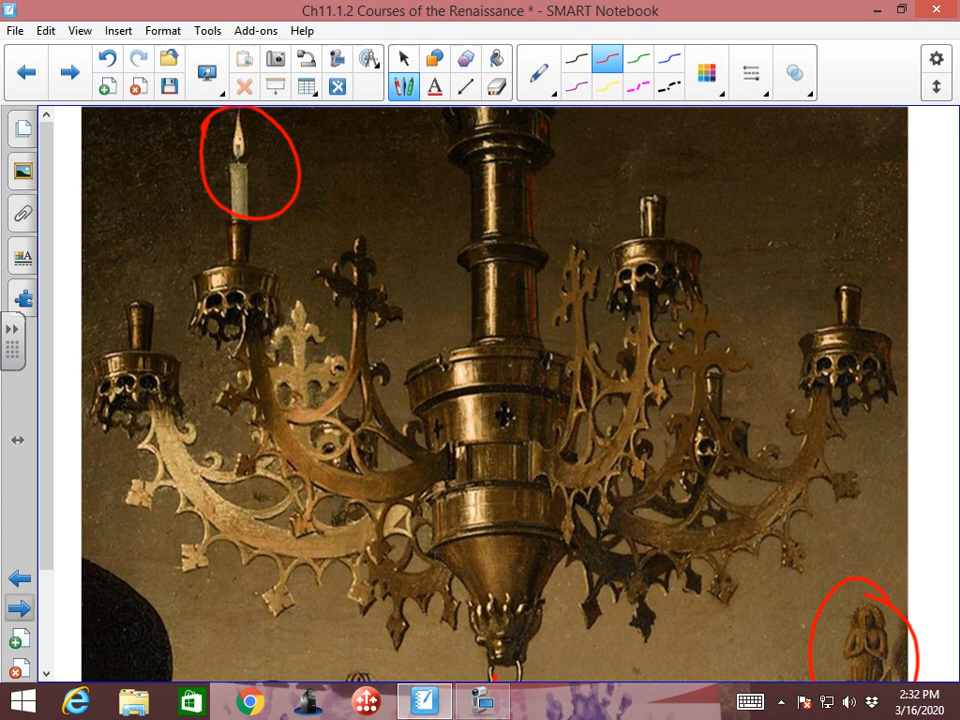 Ch11.1.2 Courses of the Renaissance * - SMART Notebook
File Edit View Insert Format Tools Add-ons Help
2:32 PM
3/16/2020